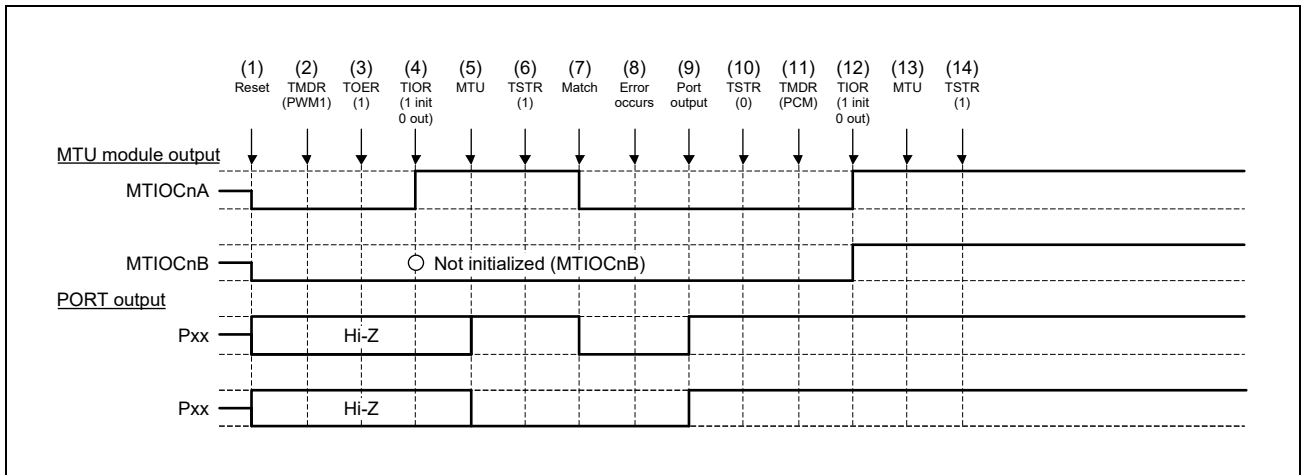 (1) (2) (3) (4) (5) (6) (7) (8) (9) (10) (11) (12) (13) (14)
Reset TMDR TOER TIOR MTU TSTR Match Error Port TSTR TMDR TIOR MTU TSTR
(PWM1) (1) (1 init (1) occurs output (0) (PCM) (1 init (1)
0 out) 0 out)
MTU module output
MTIOCnA
MTIOCnB Not initialized (MTIOCnB)
PORT output
Pxx Hi-Z
Pxx Hi-Z